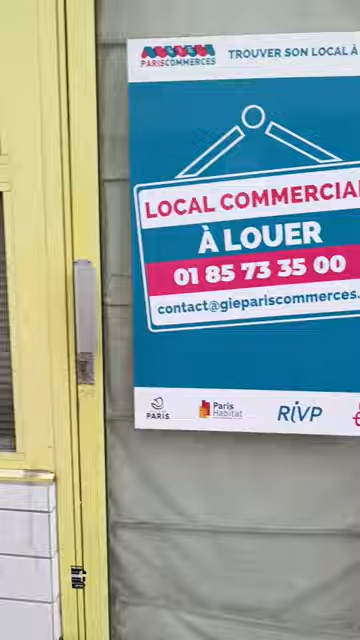 PARISCOMMERCES
TROUVER SON LOCAL À
LOCAL COMMERCIAL
À LOUER
01 85 73 35 00
contact@giepariscommerces.
PARIS
Paris
Habitat
RIVP